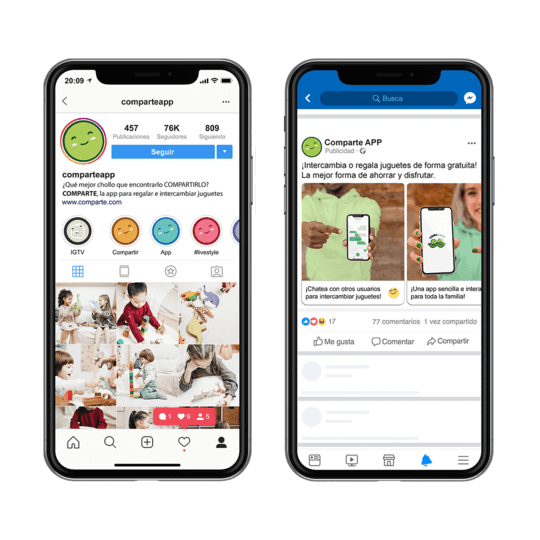 20:09
comparteapp
457
76K
809
Publicaciones
Seguidores
Siguiendo
Seguir
comparteapp
¿Qué mejor chollo que encontrarlo COMPARTIRLO?
COMPARTE, la app para regalar e intercambiar juguetes
www.comparte.com
IGTV
Compartir
App
#livestyle
1
9
5
Busca
Comparte APP
Publicidad ·
¡Intercambia o regala juguetes de forma gratuita!
La mejor forma de ahorrar y disfrutar.
¡Chatea con otros usuarios
para intercambiar juguetes!
¡Una app sencilla e intera
para toda la familia!
17
77 comentarios
1 vez compartido
Me gusta
Comentar
Compartir